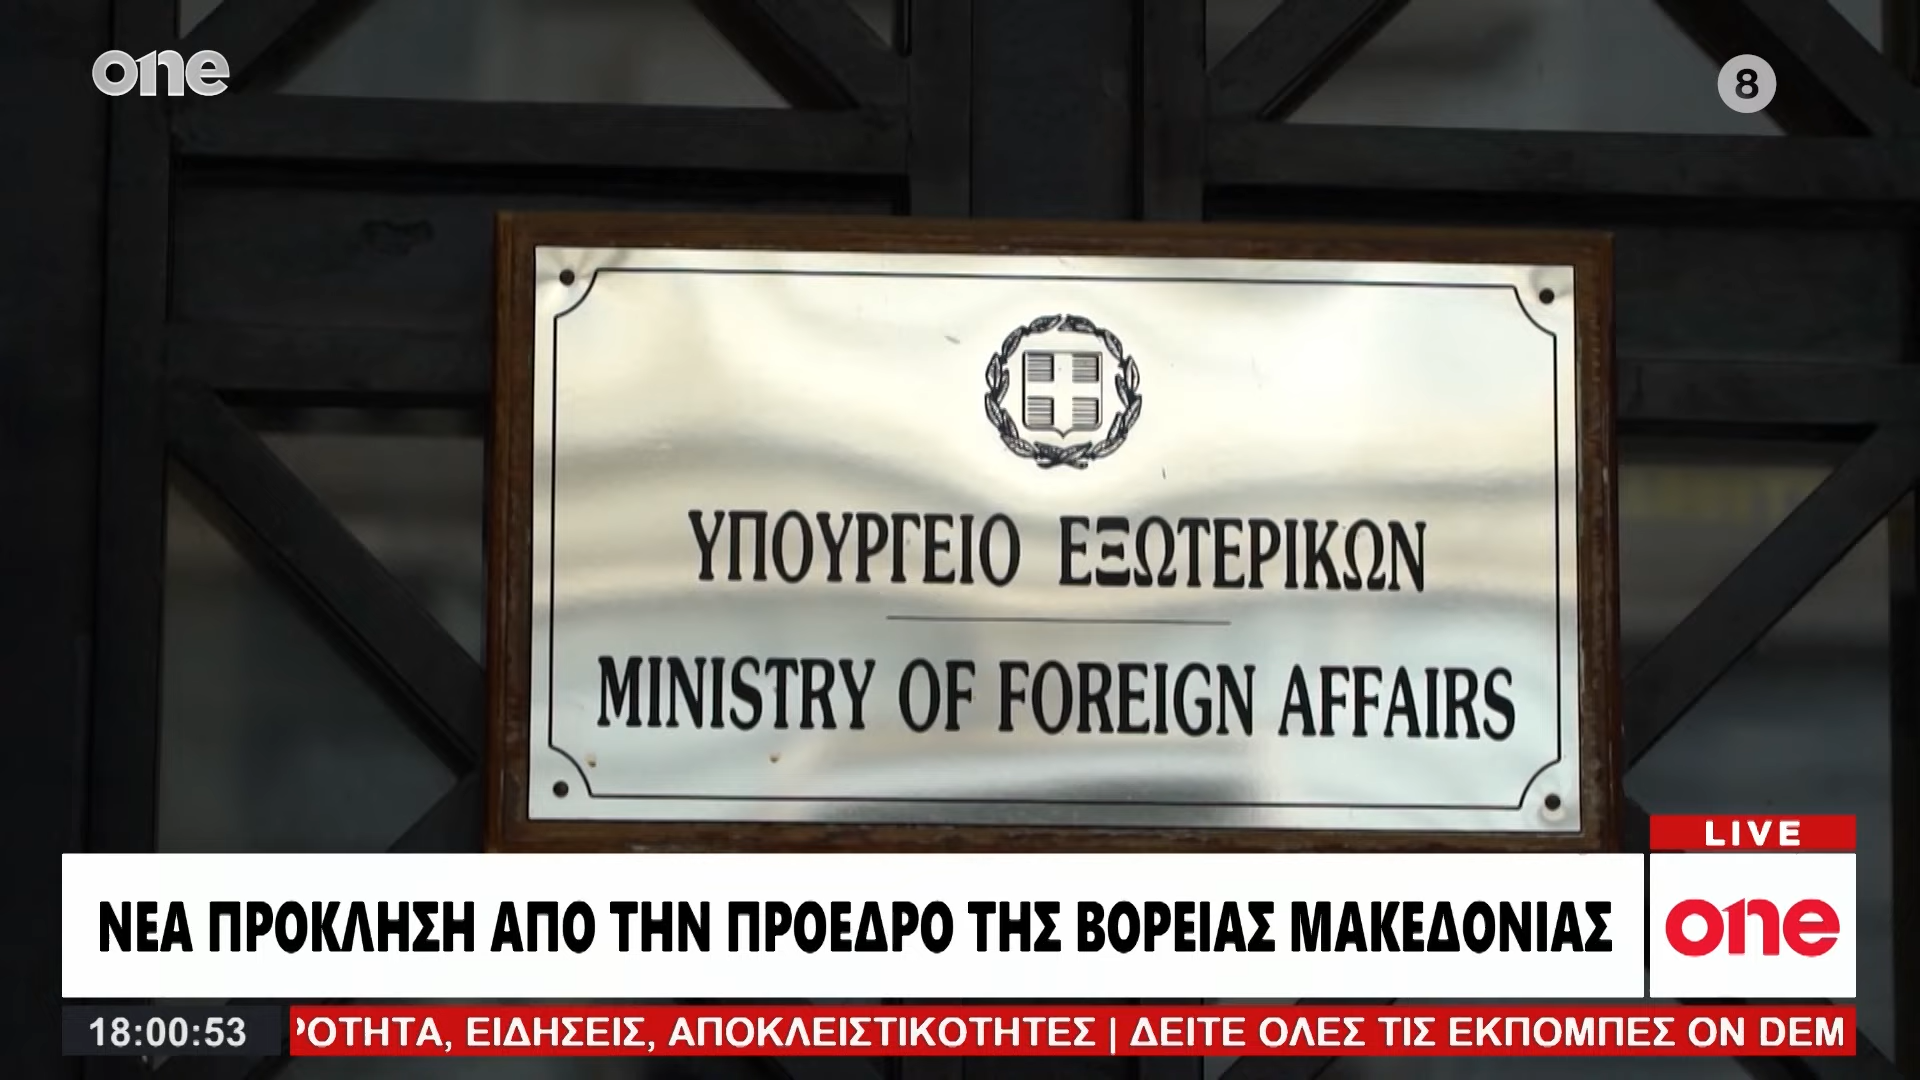 one
8
ΥΠΟΥΡΓΕΙΟ ΕΞΩΤΕΡΙΚΩΝ
MINISTRY OF FOREIGN AFFAIRS
LIVE
ΝΕΑ ΠΡΟΚΛΗΣΗ ΑΠΟ ΤΗΝ ΠΡΟΕΔΡΟ ΤΗΣ ΒΟΡΕΙΑΣ ΜΑΚΕΔΟΝΙΑΣ
one
18:00:53
ΕΙΔΗΣΕΙΣ, ΑΠΟΚΛΕΙΣΤΙΚΟΤΗΤΕΣ | ΔΕΙΤΕ ΟΛΕΣ ΤΙΣ ΕΚΠΟΜΠΕΣ ON DEM